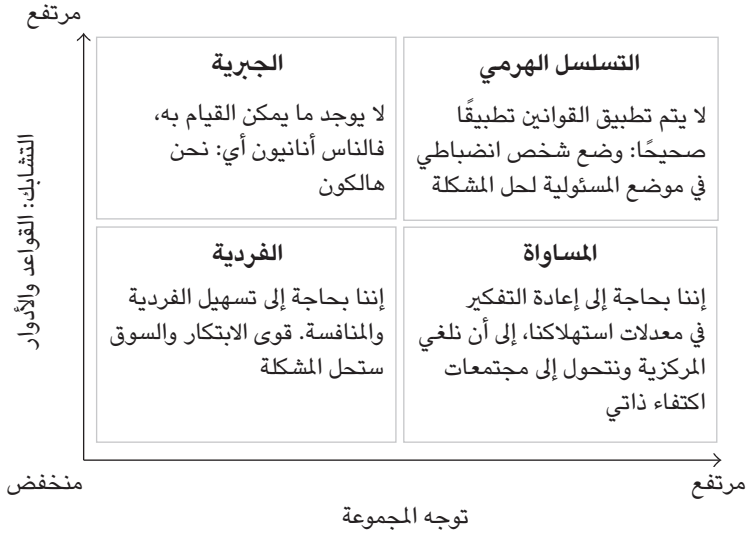 مرتفع
التسلسل الهرمي
لا يتم تطبيق القوانين تطبيقًا
صحيحًا: وضع شخص انضباطي
في موضع المسئولية لحل المشكلة
الجبرية
لا يوجد ما يمكن القيام به،
فالناس أنانيون أي: نحن
هالكون
المساواة
إننا بحاجة إلى إعادة التفكير
في معدلات استهلاكنا، إلى أن نلغي
المركزية ونتحول إلى مجتمعات
اكتفاء ذاتي
الفردية
إننا بحاجة إلى تسهيل الفردية
والمنافسة. قوى الابتكار والسوق
ستحل المشكلة
التشابك: القواعد والأدوار
مرتفع
منخفض
توجه المجموعة